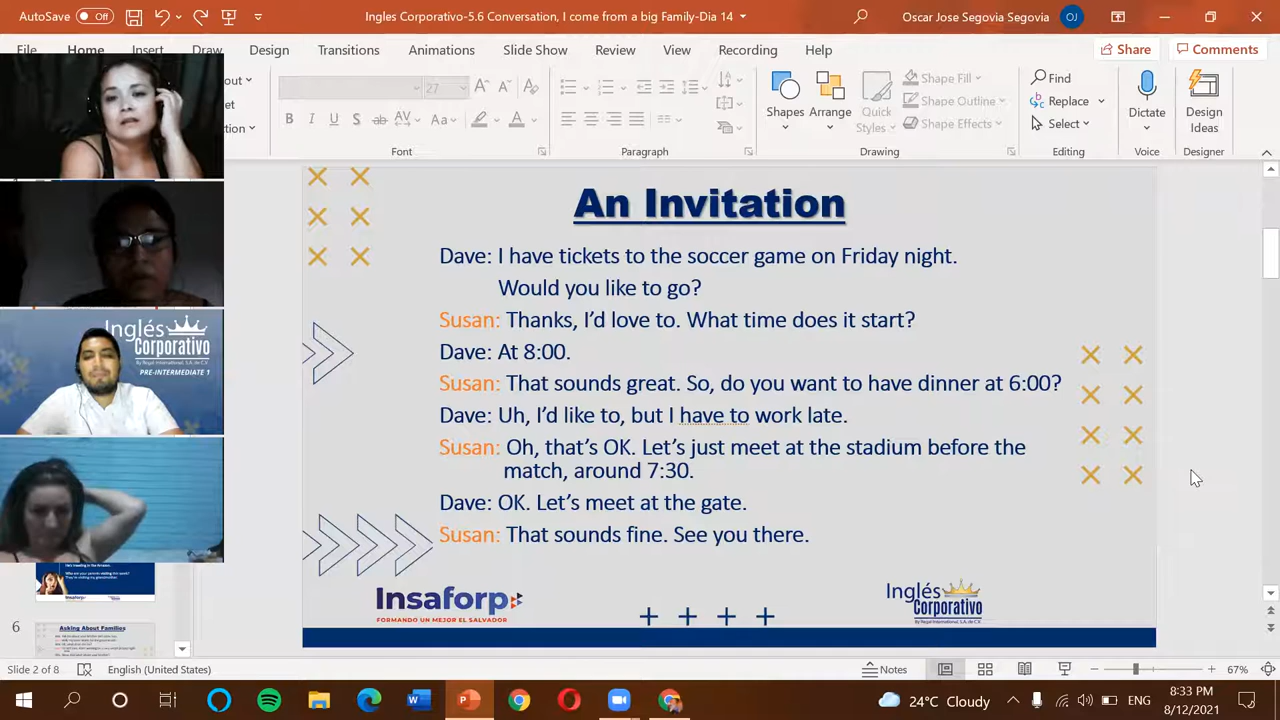 AutoSave Off
Ingles Corporativo-5.6 Conversation, I come from a big Family-Dia 14
Oscar Jose Segovia Segovia OJ
File Home Insert Draw Design Transitions Animations Slide Show Review View Recording Help
Share Comments
Shapes
Arrange
Quick Styles
Shape Fill
Shape Outline
Shape Effects
Find
Replace
Select
Dictate
Design Ideas
Font Paragraph Drawing Editing Voice Designer
An Invitation
Dave: I have tickets to the soccer game on Friday night.
Would you like to go?
Susan: Thanks, I'd love to. What time does it start?
Dave: At 8:00.
Susan: That sounds great. So, do you want to have dinner at 6:00?
Dave: Uh, I'd like to, but I have to work late.
Susan: Oh, that's OK. Let's just meet at the stadium before the
match, around 7:30.
Dave: OK. Let's meet at the gate.
Susan: That sounds fine. See you there.
Insaforp
FORMANDO UN MEJOR EL SALVADOR
Inglés
Corporativo
By Regal International, S.A. de C.V.
Inglés
Corporativo
By Regal International, S.A. de C.V.
PRE-INTERMEDIATE 1
6
Asking About Families
Slide 2 of 8
English (United States)
Notes
67%
24°C Cloudy
ENG
8:33 PM
8/12/2021